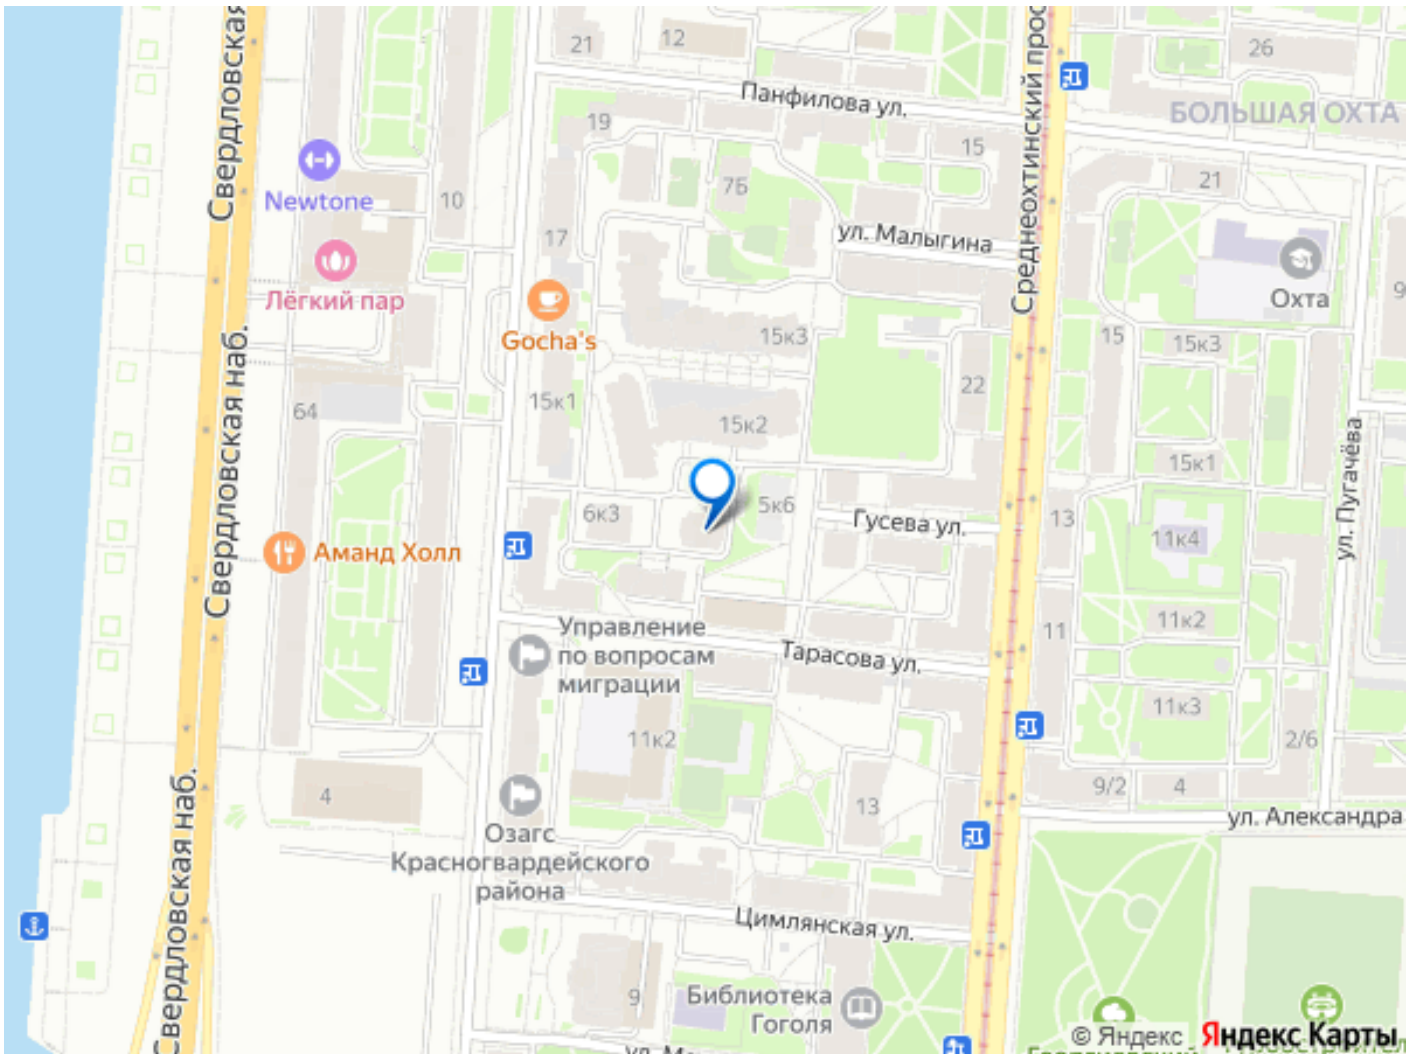 Свердловская
21
12
Среднеохтинский прос
26
Панфилова ул.
БОЛЬШАЯ ОХТА
19
15
Newtone
10
7Б
21
17
ул. Малыгина
Охта
9
Лёгкий пар
Gocha's
15к3
15
15к3
Свердловская наб.
64
15к1
15к2
22
15к1
ул. Пугачёва
6к3
5к6
Гусева ул.
13
11к4
Аманд Холл
Управление
по вопросам
миграции
Тарасова ул.
11
11к2
11к3
11к2
2/6
4
13
9/2
4
ул. Александра
Свердловская наб.
Озагс
Красногвардейского
района
Цимлянская ул.
9
Библиотека
Гоголя
© Яндекс
Яндекс Карты